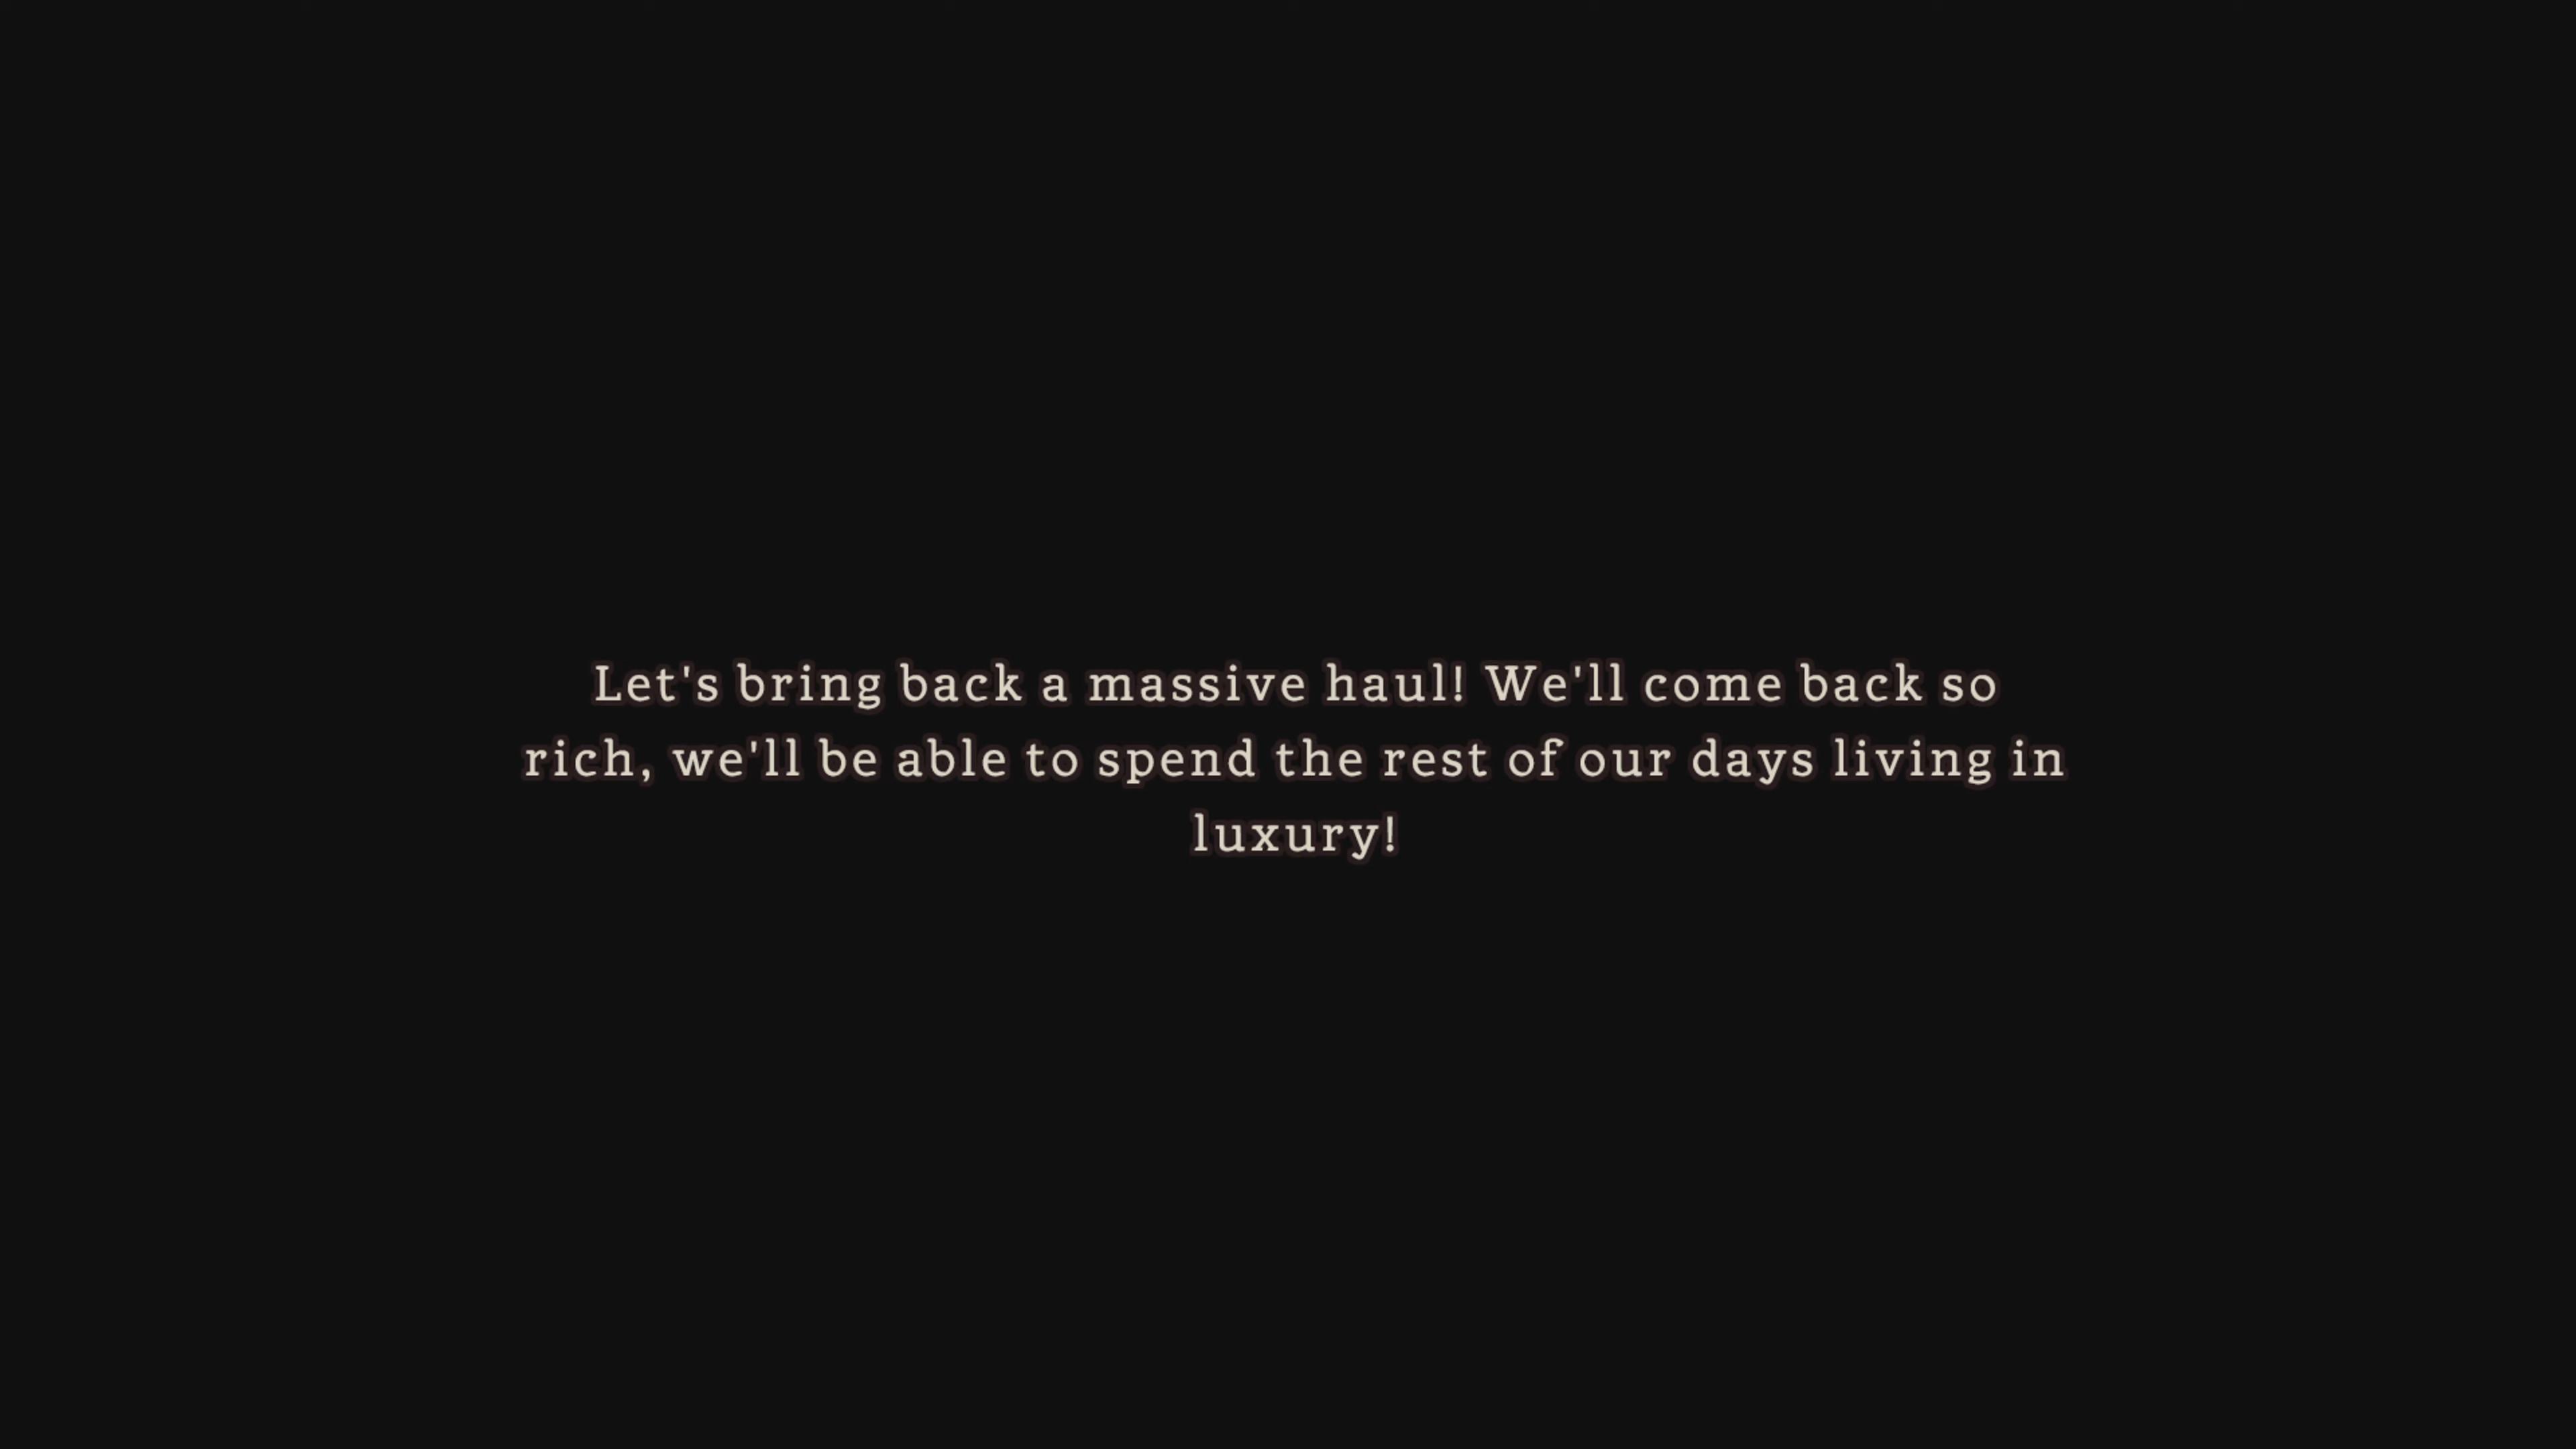 Let's bring back a massive haul! We'll come back so
rich, we'll be able to spend the rest of our days living in
luxury!